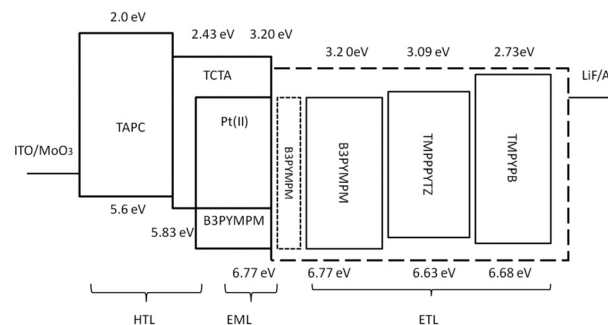 2.0 eV
2.43 eV 3.20 eV
3.2 0eV 3.09 eV 2.73eV
TCTA
LiF/A
TAPC
Pt(II)
B3PYMPM
B3PYMPM
TMPPPYTZ
TMPYPB
ITO/MoO₃
5.6 eV
B3PYMPM
5.83 eV
6.77 eV 6.77 eV 6.63 eV 6.68 eV
HTL EML ETL